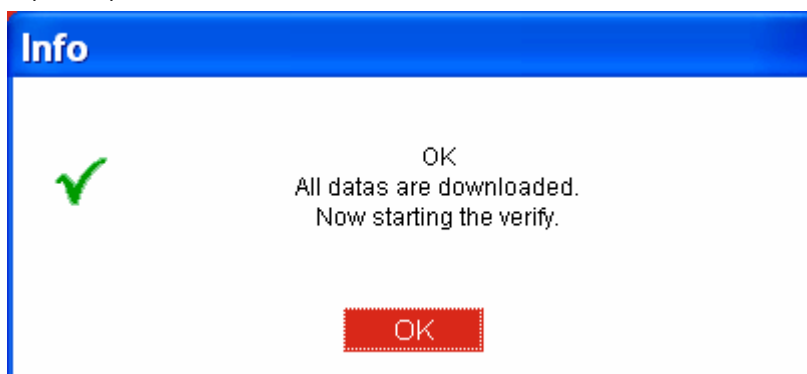 Info
OK
All datas are downloaded.
Now starting the verify.
OK